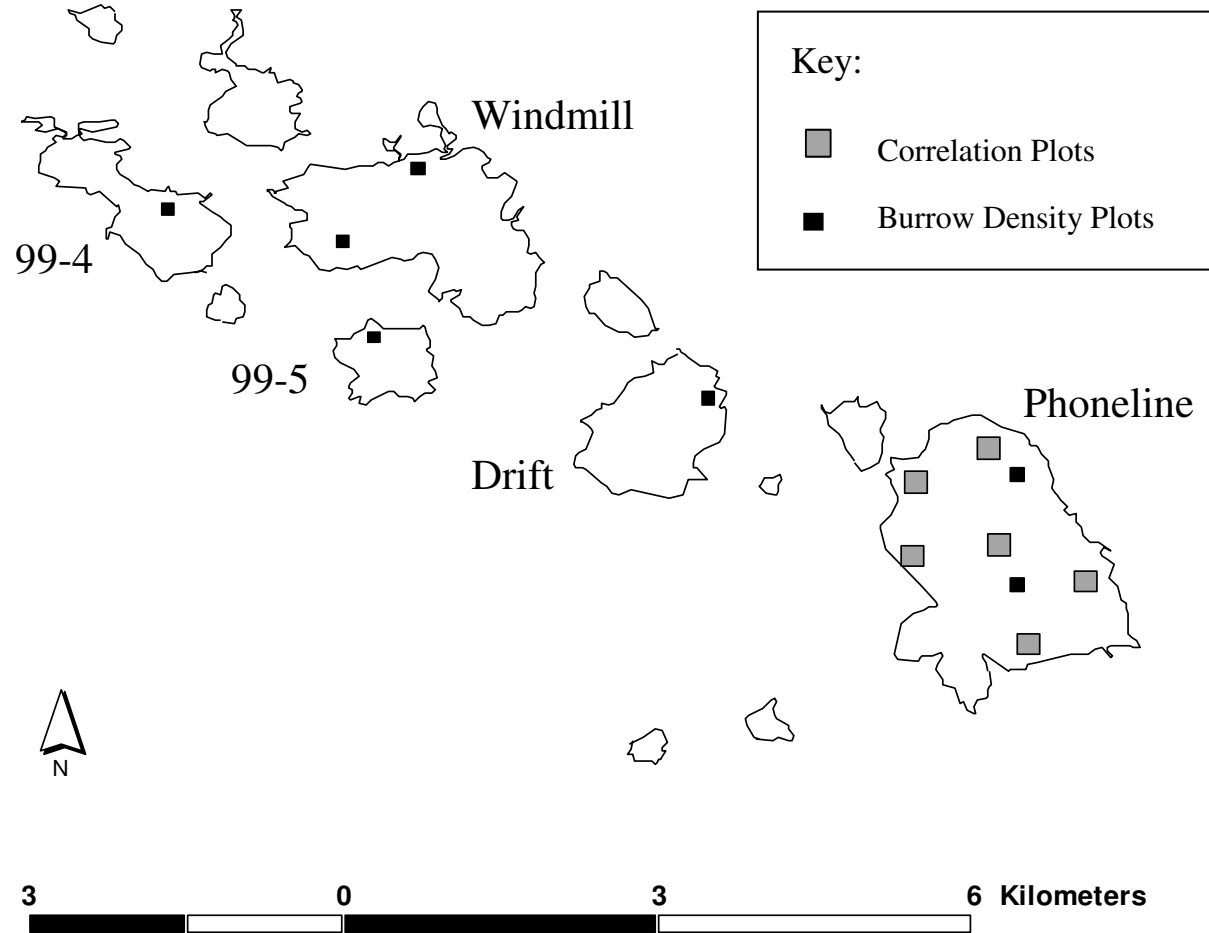 Key:
Windmill
Correlation Plots
Burrow Density Plots
99-4
99-5
Phoneline
Drift
N
3 0 3 6 Kilometers